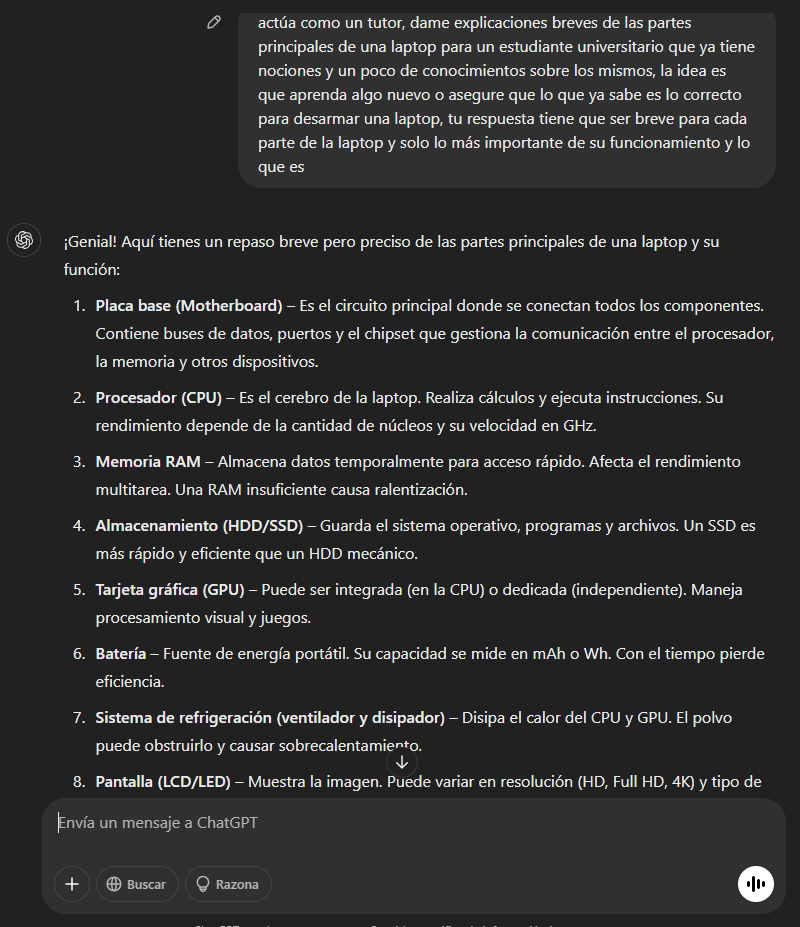 actúa como un tutor, dame explicaciones breves de las partes
principales de una laptop para un estudiante universitario que ya tiene
nociones y un poco de conocimientos sobre los mismos, la idea es
que aprenda algo nuevo o asegure que lo que ya sabe es lo correcto
para desarmar una laptop, tu respuesta tiene que ser breve para cada
parte de la laptop y solo lo más importante de su funcionamiento y lo
que es
¡Genial! Aquí tienes un repaso breve pero preciso de las partes principales de una laptop y su
función:
1. Placa base (Motherboard) – Es el circuito principal donde se conectan todos los componentes.
Contiene buses de datos, puertos y el chipset que gestiona la comunicación entre el procesador,
la memoria y otros dispositivos.
2. Procesador (CPU) – Es el cerebro de la laptop. Realiza cálculos y ejecuta instrucciones. Su
rendimiento depende de la cantidad de núcleos y su velocidad en GHz.
3. Memoria RAM – Almacena datos temporalmente para acceso rápido. Afecta el rendimiento
multitarea. Una RAM insuficiente causa ralentización.
4. Almacenamiento (HDD/SSD) – Guarda el sistema operativo, programas y archivos. Un SSD es
más rápido y eficiente que un HDD mecánico.
5. Tarjeta gráfica (GPU) – Puede ser integrada (en la CPU) o dedicada (independiente). Maneja
procesamiento visual y juegos.
6. Batería – Fuente de energía portátil. Su capacidad se mide en mAh o Wh. Con el tiempo pierde
eficiencia.
7. Sistema de refrigeración (ventilador y disipador) – Disipa el calor del CPU y GPU. El polvo
puede obstruirlo y causar sobrecalentamiento.
8. Pantalla (LCD/LED) – Muestra la imagen. Puede variar en resolución (HD, Full HD, 4K) y tipo de
Envía un mensaje a ChatGPT
Buscar
Razona